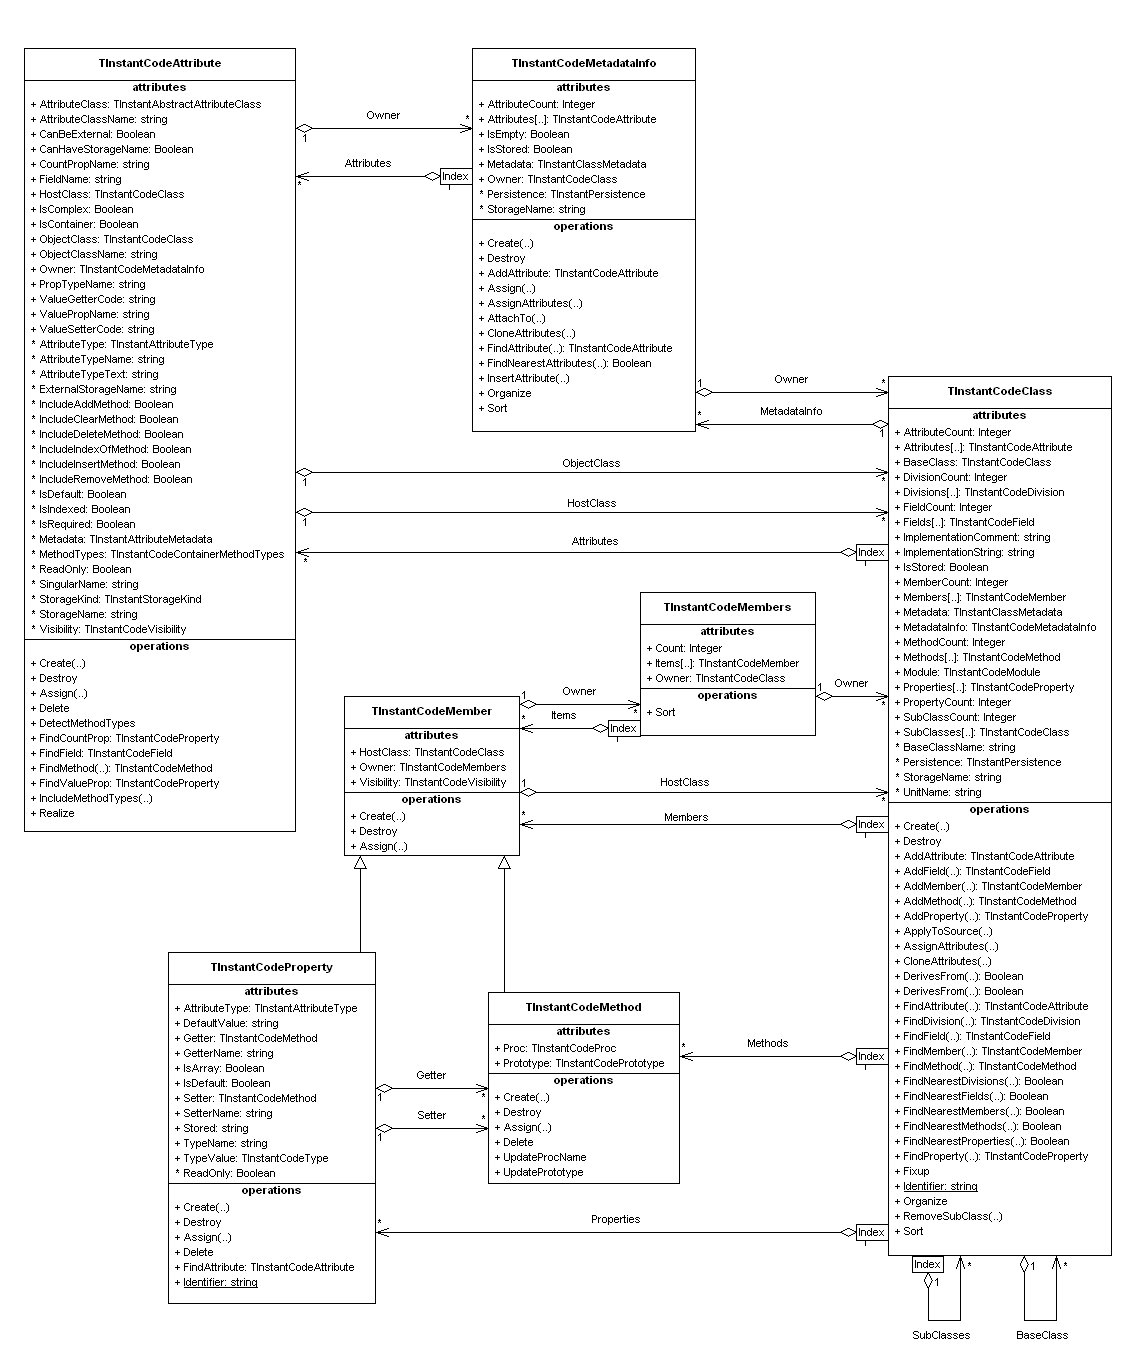 TInstantCodeAttribute
attributes
+ AttributeClass: TInstantAbstractAttributeClass
+ AttributeClassName: string
+ CanBeExternal: Boolean
+ CanHaveStorageName: Boolean
+ CountPropName: string
+ FieldName: string
+ HostClass: TInstantCodeClass
+ IsComplex: Boolean
+ IsContainer: Boolean
+ ObjectClass: TInstantCodeClass
+ ObjectClassName: string
+ Owner: TInstantCodeMetadataInfo
+ PropTypeName: string
+ ValueGetterCode: string
+ ValuePropName: string
+ ValueSetterCode: string
* AttributeType: TInstantAttributeType
* AttributeTypeName: string
* AttributeTypeText: string
* ExternalStorageName: string
* IncludeAddMethod: Boolean
* IncludeClearMethod: Boolean
* IncludeDeleteMethod: Boolean
* IncludeIndexOfMethod: Boolean
* IncludeInsertMethod: Boolean
* IncludeRemoveMethod: Boolean
* IsDefault: Boolean
* IsIndexed: Boolean
* IsRequired: Boolean
* Metadata: TInstantAttributeMetadata
* MethodTypes: TInstantCodeContainerMethodTypes
* ReadOnly: Boolean
* SingularName: string
* StorageKind: TInstantStorageKind
* StorageName: string
* Visibility: TInstantCodeVisibility
operations
+ Create(..)
+ Destroy
+ Assign(..)
+ Delete
+ DetectMethodTypes
+ FindCountProp: TInstantCodeProperty
+ FindField: TInstantCodeField
+ FindMethod(..): TInstantCodeMethod
+ FindValueProp: TInstantCodeProperty
+ IncludeMethodTypes(..)
+ Realize
Owner
*
1
Attributes
Index
*
TInstantCodeMetadataInfo
attributes
+ AttributeCount: Integer
+ Attributes[..]: TInstantCodeAttribute
+ IsEmpty: Boolean
+ IsStored: Boolean
+ Metadata: TInstantClassMetadata
+ Owner: TInstantCodeClass
* Persistence: TInstantPersistence
* StorageName: string
operations
+ Create(..)
+ Destroy
+ AddAttribute: TInstantCodeAttribute
+ Assign(..)
+ AssignAttributes(..)
+ AttachTo(..)
+ CloneAttributes(..)
+ FindAttribute(..): TInstantCodeAttribute
+ FindNearestAttributes(..): Boolean
+ InsertAttribute(..)
+ Organize
+ Sort
1
Owner
*
*
MetadataInfo
1
ObjectClass
1
*
HostClass
1
*
Attributes
Index
*
1
TInstantCodeMembers
attributes
+ Count: Integer
+ Items[..]: TInstantCodeMember
+ Owner: TInstantCodeClass
operations
+ Sort
1
Owner
*
TInstantCodeMember
attributes
+ HostClass: TInstantCodeClass
+ Owner: TInstantCodeMembers
+ Visibility: TInstantCodeVisibility
operations
+ Create(..)
+ Destroy
+ Assign(..)
1
Owner
*
*
Items
Index
1
HostClass
*
*
Members
Index
TInstantCodeClass
attributes
+ AttributeCount: Integer
+ Attributes[..]: TInstantCodeAttribute
+ BaseClass: TInstantCodeClass
+ DivisionCount: Integer
+ Divisions[..]: TInstantCodeDivision
+ FieldCount: Integer
+ Fields[..]: TInstantCodeField
+ ImplementationComment: string
+ ImplementationString: string
+ IsStored: Boolean
+ MemberCount: Integer
+ Members[..]: TInstantCodeMember
+ Metadata: TInstantClassMetadata
+ MetadataInfo: TInstantCodeMetadataInfo
+ MethodCount: Integer
+ Methods[..]: TInstantCodeMethod
+ Module: TInstantCodeModule
+ Properties[..]: TInstantCodeProperty
+ PropertyCount: Integer
+ SubClassCount: Integer
+ SubClasses[..]: TInstantCodeClass
* BaseClassName: string
* Persistence: TInstantPersistence
* StorageName: string
* UnitName: string
operations
+ Create(..)
+ Destroy
+ AddAttribute: TInstantCodeAttribute
+ AddField(..): TInstantCodeField
+ AddMember(..): TInstantCodeMember
+ AddMethod(..): TInstantCodeMethod
+ AddProperty(..): TInstantCodeProperty
+ ApplyToSource(..)
+ AssignAttributes(..)
+ CloneAttributes(..)
+ DerivesFrom(..): Boolean
+ DerivesFrom(..): Boolean
+ FindAttribute(..): TInstantCodeAttribute
+ FindDivision(..): TInstantCodeDivision
+ FindField(..): TInstantCodeField
+ FindMember(..): TInstantCodeMember
+ FindMethod(..): TInstantCodeMethod
+ FindNearestDivisions(..): Boolean
+ FindNearestFields(..): Boolean
+ FindNearestMembers(..): Boolean
+ FindNearestMethods(..): Boolean
+ FindNearestProperties(..): Boolean
+ FindProperty(..): TInstantCodeProperty
+ Fixup
+ Identifier: string
+ Organize
+ RemoveSubClass(..)
+ Sort
TInstantCodeProperty
attributes
+ AttributeType: TInstantAttributeType
+ DefaultValue: string
+ Getter: TInstantCodeMethod
+ GetterName: string
+ IsArray: Boolean
+ IsDefault: Boolean
+ Setter: TInstantCodeMethod
+ SetterName: string
+ Stored: string
+ TypeName: string
+ TypeValue: TInstantCodeType
* ReadOnly: Boolean
operations
+ Create(..)
+ Destroy
+ Assign(..)
+ Delete
+ FindAttribute: TInstantCodeAttribute
+ Identifier: string
Getter
1
*
Setter
1
*
TInstantCodeMethod
attributes
+ Proc: TInstantCodeProc
+ Prototype: TInstantCodePrototype
operations
+ Create(..)
+ Destroy
+ Assign(..)
+ Delete
+ UpdateProcName
+ UpdatePrototype
*
Methods
Index
*
Properties
Index
Index
1
*
1
*
SubClasses
BaseClass